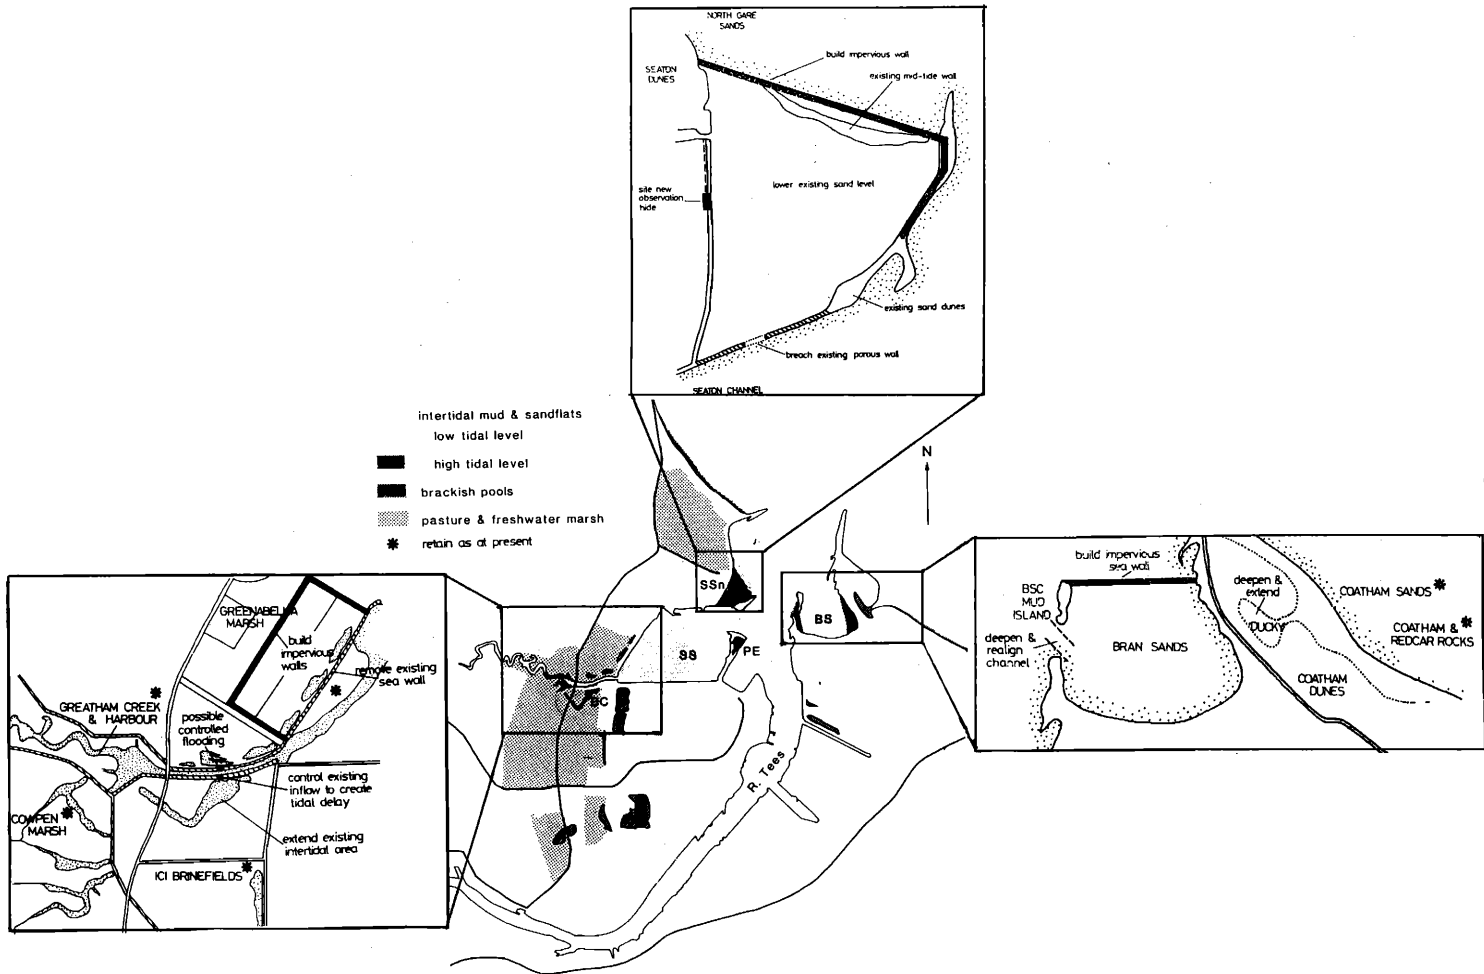 NORTH GARE
SANDS
SEATON
DUNES
build impervious wall
existing mid-tide wall
site new
observation
hide
lower existing sand level
existing sand dunes
breach existing porous wall
SEATON CHANNEL
intertidal mud & sandflats
low tidal level
high tidal level
brackish pools
pasture & freshwater marsh
retain as at present
N
SSn
BS
SS
PE
BC
R. Tees
GREENABELLA
MARSH
build
impervious
walls
remove existing
sea wall
GREATHAM CREEK
& HARBOUR
possible
controlled
flooding
control existing
inflow to create
tidal delay
COWPEN
MARSH
extend existing
intertidal area
ICI BRINEFIELDS
build impervious
sea wall
BSC
MUD
ISLAND
deepen &
extend
COATHAM SANDS
DUCKY
COATHAM &
REDCAR ROCKS
deepen &
realign
channel
BRAN SANDS
COATHAM
DUNES